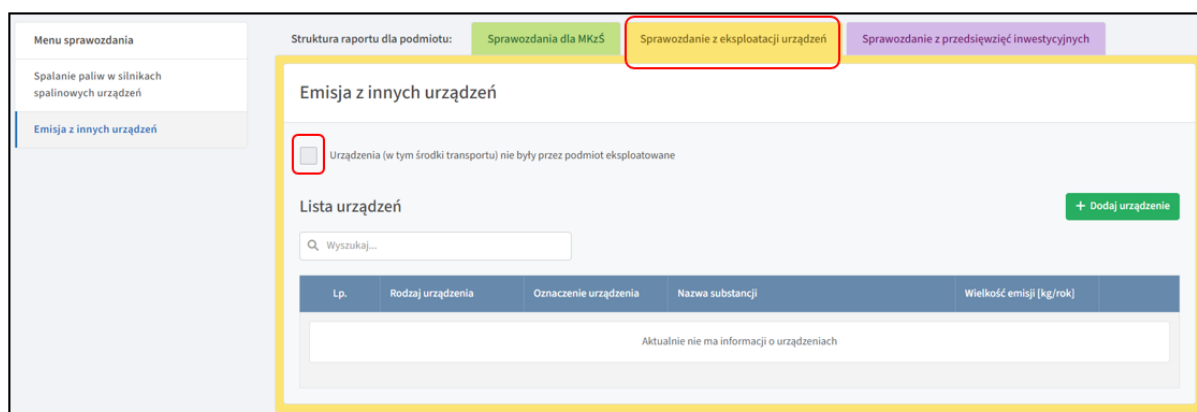 Menu sprawozdania
Spalanie paliw w silnikach
spalinowych urządzeń
Emisja z innych urządzeń
Struktura raportu dla podmiotu:
Sprawozdania dla MKzŚ
Sprawozdanie z eksploatacji urządzeń
Sprawozdanie z przedsięwzięć inwestycyjnych
Emisja z innych urządzeń
Urządzenia (w tym środki transportu) nie były przez podmiot eksploatowane
Lista urządzeń
+ Dodaj urządzenie
Wyszukaj...
Lp. Rodzaj urządzenia Oznaczenie urządzenia Nazwa substancji Wielkość emisji [kg/rok]
Aktualnie nie ma informacji o urządzeniach